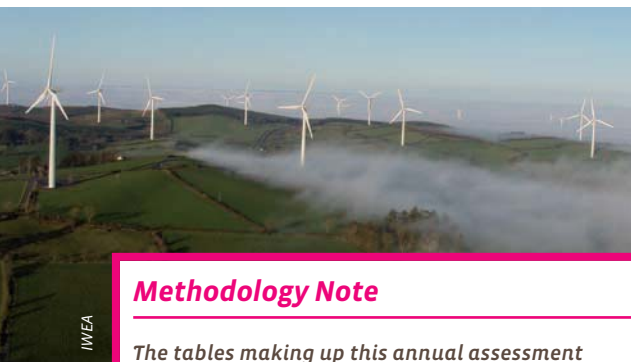 IWEA
Methodology Note
The tables making up this annual assessment